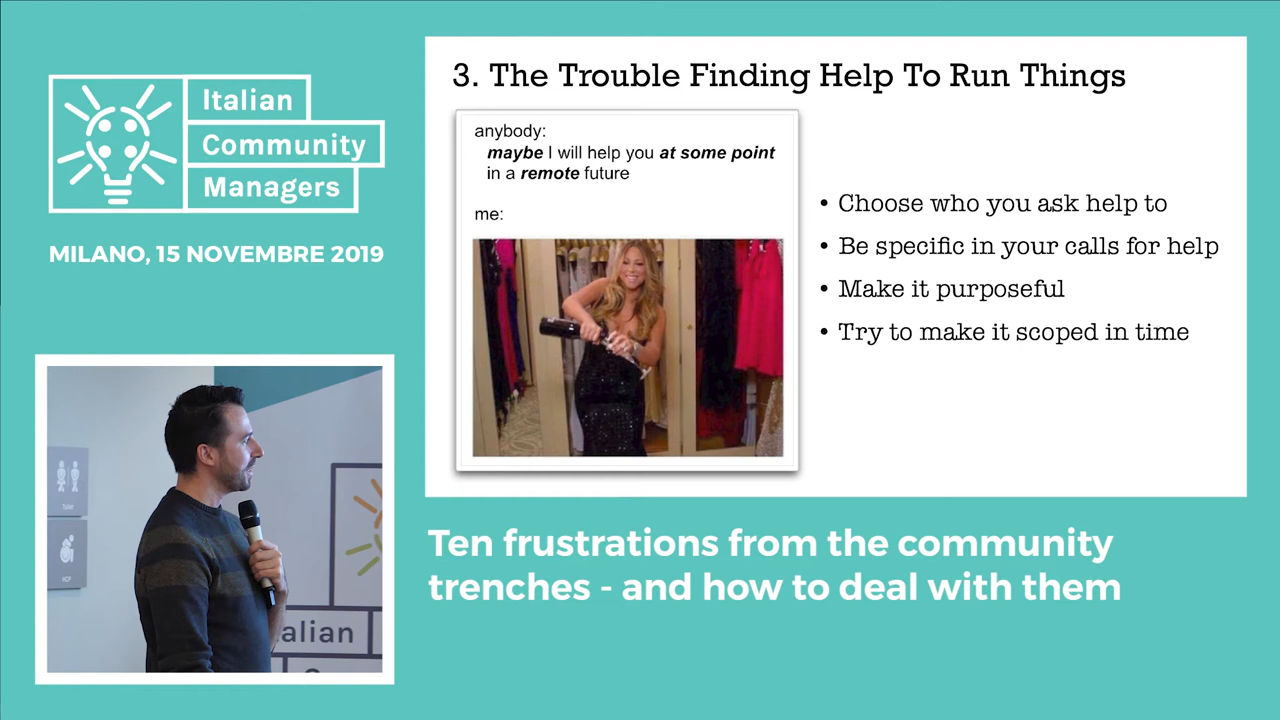 Italian
Community
Managers
MILANO, 15 NOVEMBRE 2019
3. The Trouble Finding Help To Run Things
anybody:
maybe I will help you at some point
in a remote future
me:
• Choose who you ask help to
• Be specific in your calls for help
• Make it purposeful
• Try to make it scoped in time
Toilet
HCP
alian
Ten frustrations from the community
trenches - and how to deal with them